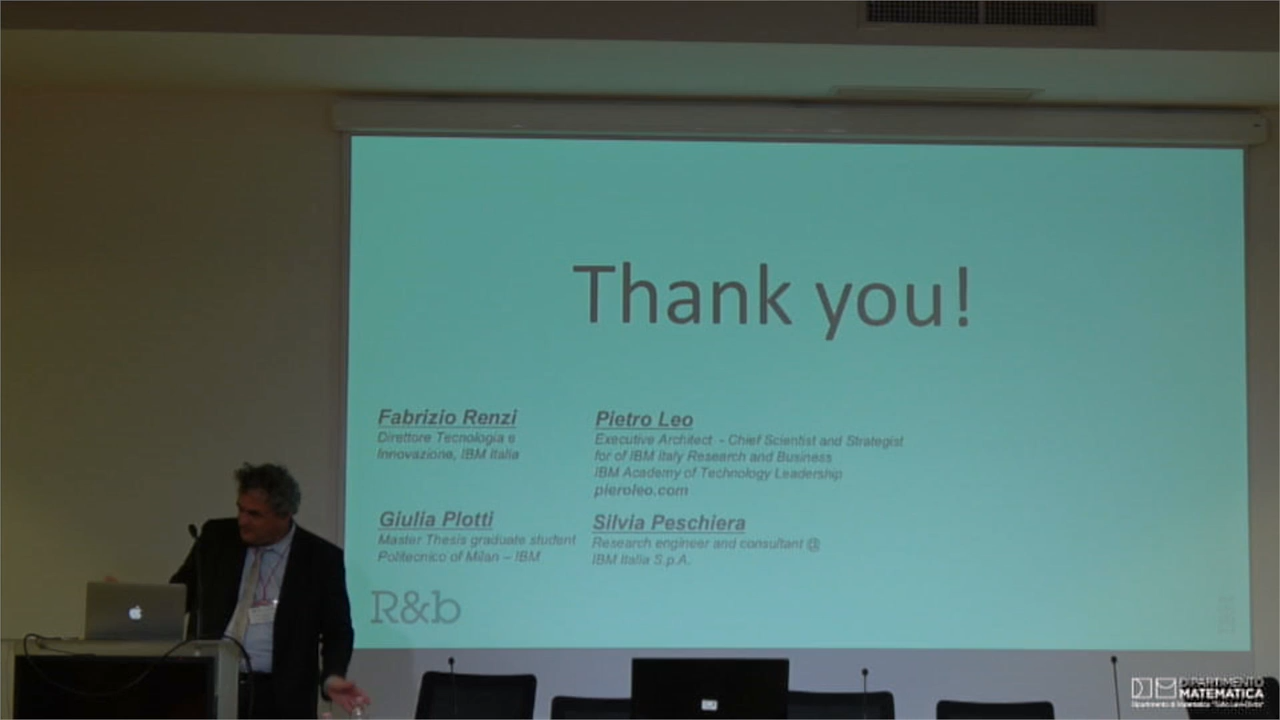 Thank you!
Fabrizio Renzi
Direttore Tecnologia e
Innovazione, IBM Italia
Pietro Leo
Executive Architect - Chief Scientist and Strategist
for of IBM Italy Research and Business
IBM Academy of Technology Leadership
pieroleo.com
Giulia Plotti
Master Thesis graduate student
Politecnico of Milan – IBM
Silvia Peschiera
Research engineer and consultant @
IBM Italia S.p.A.
R&b
DIPARTIMENTO
MATEMATICA